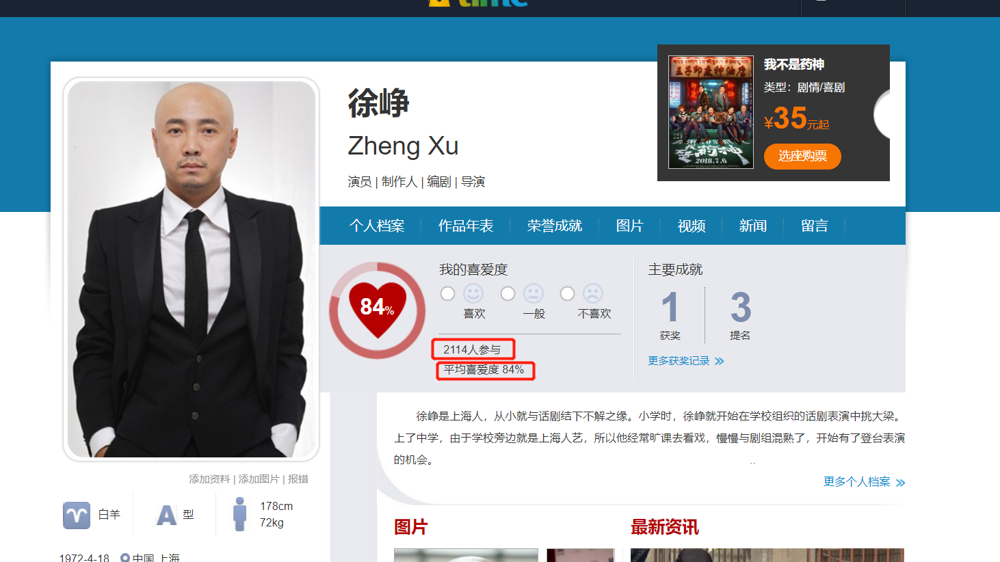 time
徐峥
Zheng Xu
演员 | 制作人 | 编剧 | 导演
我不是药神
类型：剧情/喜剧
¥35元起
选座购票
2018.7.6
个人档案
作品年表
荣誉成就
图片
视频
新闻
留言
84%
我的喜爱度
喜欢
一般
不喜欢
2114人参与
平均喜爱度 84%
主要成就
1
获奖
3
提名
更多获奖记录
徐峥是上海人，从小就与话剧结下不解之缘。小学时，徐峥就开始在学校组织的话剧表演中挑大梁。
上了中学，由于学校旁边就是上海人艺，所以他经常旷课去看戏，慢慢与剧组混熟了，开始有了登台表演
的机会。
..
更多个人档案
添加资料 | 添加图片 | 报错
白羊
A 型
178cm
72kg
1972-4-18
中国 上海
图片
最新资讯